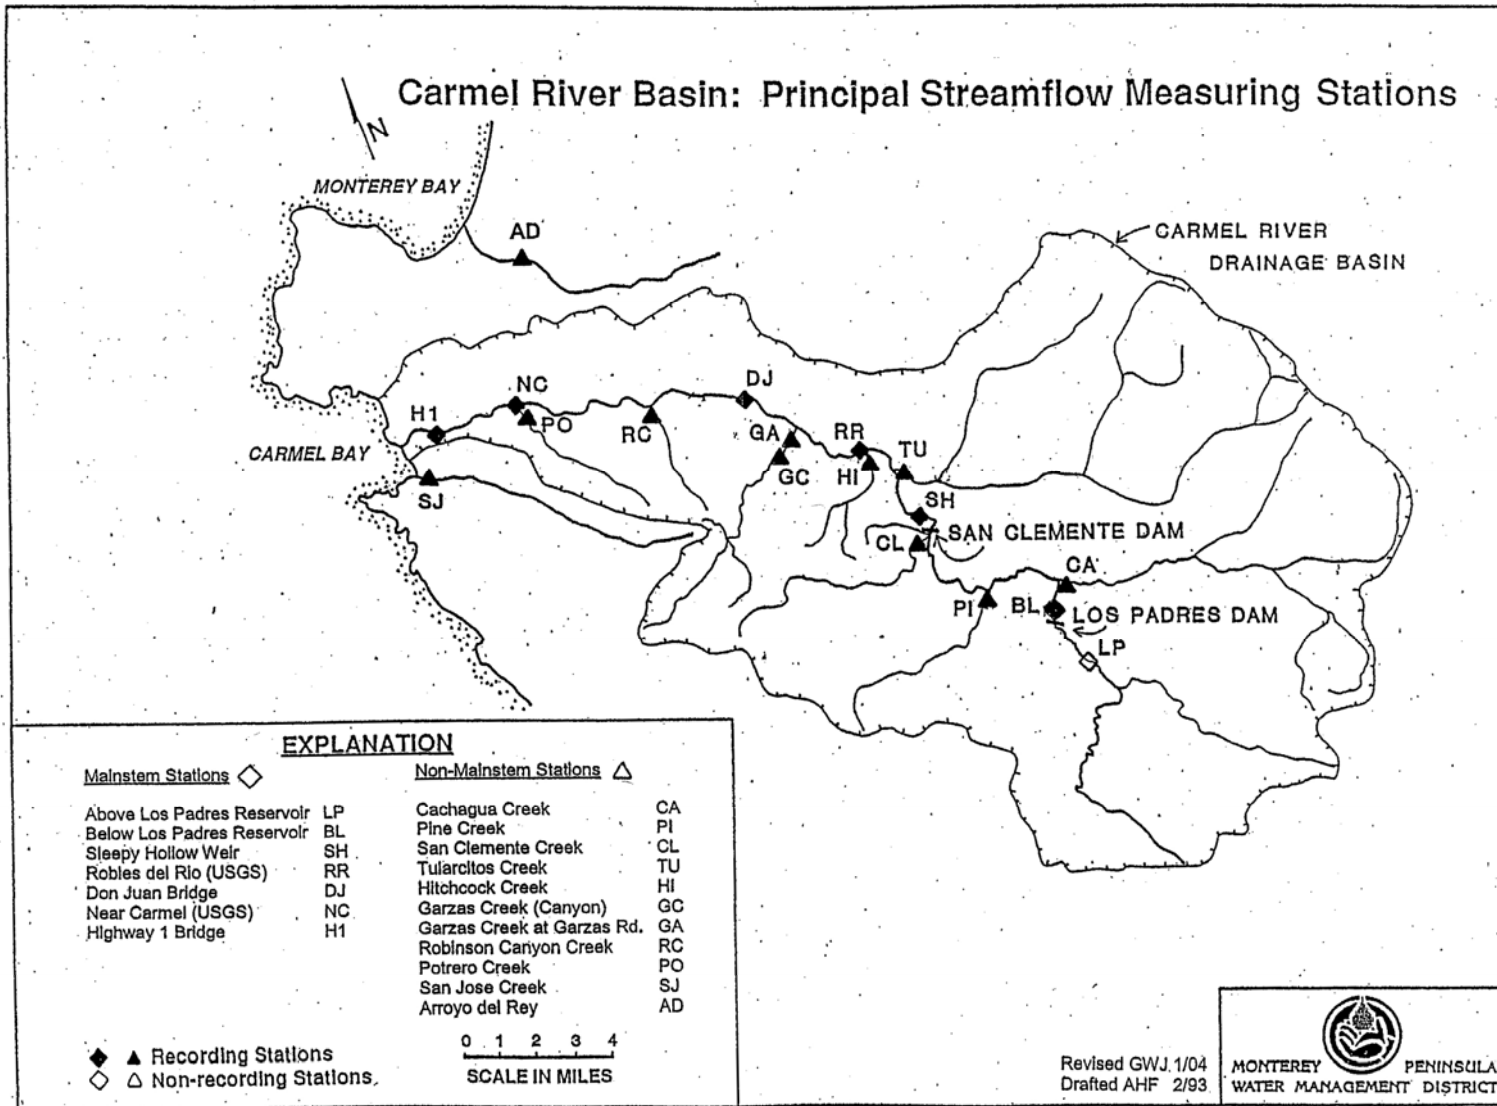 Carmel River Basin: Principal Streamflow Measuring Stations
N
MONTEREY BAY
AD
CARMEL RIVER
DRAINAGE BASIN
CARMEL BAY
H1
NC
PO
RC
DJ
GA
GC
RR
HI
TU
SH
SAN CLEMENTE DAM
CL
SJ
PI
CA
BL
LOS PADRES DAM
LP
EXPLANATION
Mainstem Stations
Above Los Padres Reservoir LP
Below Los Padres Reservoir BL
Sleepy Hollow Weir SH
Robles del Rio (USGS) RR
Don Juan Bridge DJ
Near Carmel (USGS) NC
Highway 1 Bridge H1
Non-Mainstem Stations
Cachagua Creek CA
Pine Creek PI
San Clemente Creek CL
Tularcitos Creek TU
Hitchcock Creek HI
Garzas Creek (Canyon) GC
Garzas Creek at Garzas Rd. GA
Robinson Canyon Creek RC
Potrero Creek PO
San Jose Creek SJ
Arroyo del Rey AD
Recording Stations
Non-recording Stations
0 1 2 3 4
SCALE IN MILES
Revised GWJ 1/04
Drafted AHF 2/93
MONTEREY PENINSULA
WATER MANAGEMENT DISTRICT